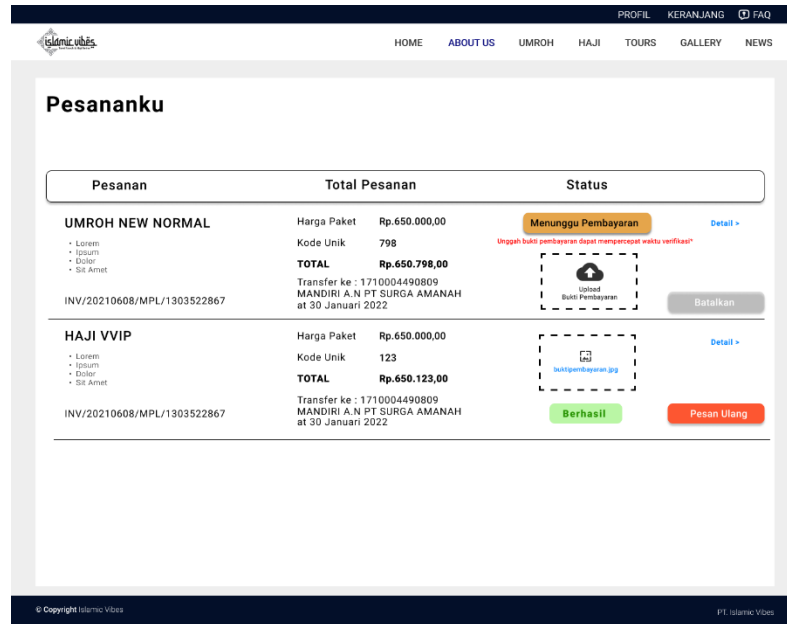 PROFIL KERANJANG FAQ
islamic vibes
HOME ABOUT US UMROH HAJI TOURS GALLERY NEWS
Pesananku
Pesanan Total Pesanan Status
UMROH NEW NORMAL
• Lorem
• Ipsum
• Dolor
• Sit Amet
INV/20210608/MPL/1303522867
Harga Paket Rp.650.000,00
Kode Unik 798
TOTAL Rp.650.798,00
Transfer ke : 1710004490809
MANDIRI A.N PT SURGA AMANAH
at 30 Januari 2022
Menunggu Pembayaran
Unggah bukti pembayaran dapat mempercepat waktu verifikasi*
Upload
Bukti Pembayaran
Detail >
Batalkan
HAJI VVIP
• Lorem
• Ipsum
• Dolor
• Sit Amet
INV/20210608/MPL/1303522867
Harga Paket Rp.650.000,00
Kode Unik 123
TOTAL Rp.650.123,00
Transfer ke : 1710004490809
MANDIRI A.N PT SURGA AMANAH
at 30 Januari 2022
buktipembayaran.jpg
Berhasil
Detail >
Pesan Ulang
© Copyright Islamic Vibes PT. Islamic Vibes